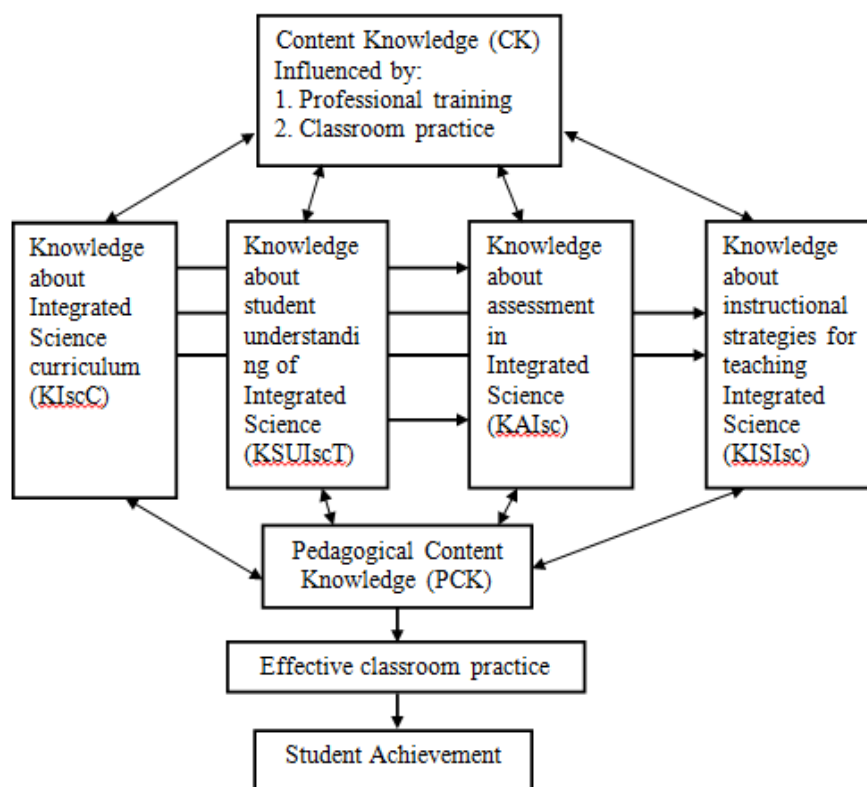 Content Knowledge (CK)
Influenced by:
1. Professional training
2. Classroom practice
Knowledge
about
Integrated
Science
curriculum
(KIscC)
Knowledge
about
student
understandi
ng of
Integrated
Science
(KSUIscT)
Knowledge
about
assessment
in
Integrated
Science
(KAIsc)
Knowledge
about
instructional
strategies for
teaching
Integrated
Science
(KISIsc)
Pedagogical Content
Knowledge (PCK)
Effective classroom practice
Student Achievement